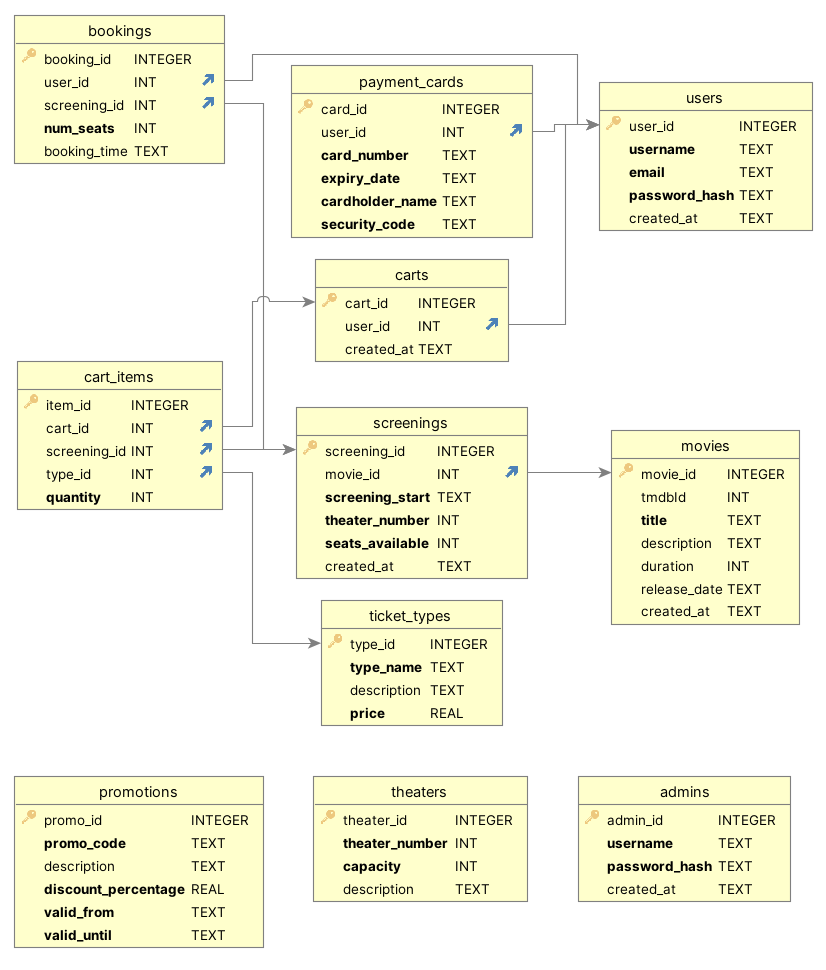 bookings
booking_id INTEGER
user_id INT
screening_id INT
num_seats INT
booking_time TEXT
payment_cards
card_id INTEGER
user_id INT
card_number TEXT
expiry_date TEXT
cardholder_name TEXT
security_code TEXT
users
user_id INTEGER
username TEXT
email TEXT
password_hash TEXT
created_at TEXT
carts
cart_id INTEGER
user_id INT
created_at TEXT
cart_items
item_id INTEGER
cart_id INT
screening_id INT
type_id INT
quantity INT
screenings
screening_id INTEGER
movie_id INT
screening_start TEXT
theater_number INT
seats_available INT
created_at TEXT
movies
movie_id INTEGER
tmdbId INT
title TEXT
description TEXT
duration INT
release_date TEXT
created_at TEXT
ticket_types
type_id INTEGER
type_name TEXT
description TEXT
price REAL
promotions
promo_id INTEGER
promo_code TEXT
description TEXT
discount_percentage REAL
valid_from TEXT
valid_until TEXT
theaters
theater_id INTEGER
theater_number INT
capacity INT
description TEXT
admins
admin_id INTEGER
username TEXT
password_hash TEXT
created_at TEXT